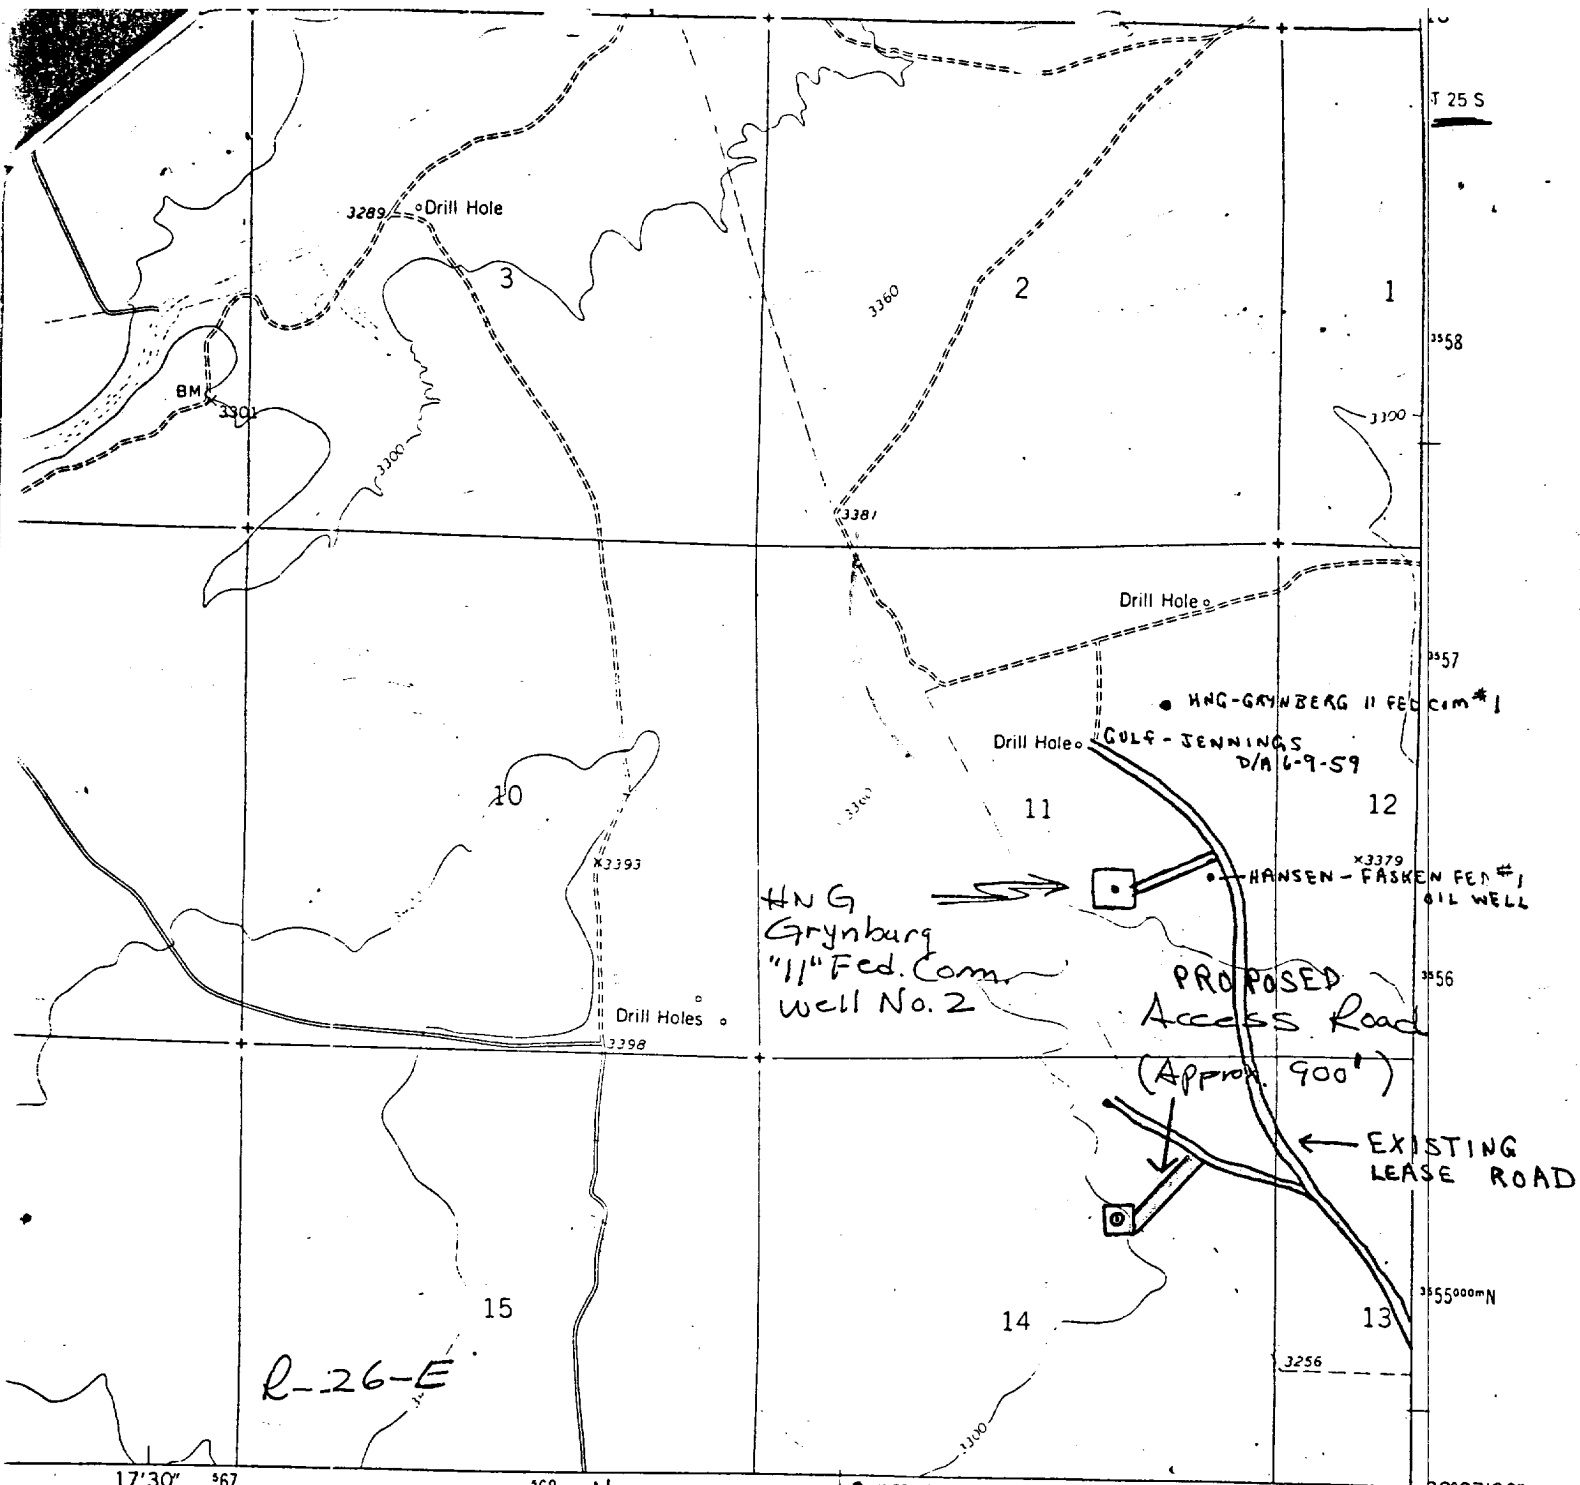 T 25 S
Drill Hole
3289
3
2
1
3360
3558
BM
3301
3300
3300
3381
Drill Hole
3557
HNG-GRYNBERG 11 FED COM #1
Drill Hole
GULF - JENNINGS
D/A 6-9-59
10
3300
11
12
3393
×3379
HANSEN - FASKEN FED #1
OIL WELL
HNG
Grynburg
"11" Fed. Com.
Well No. 2
PROPOSED
Access Road
(Approx. 900')
3556
Drill Holes
3398
EXISTING
LEASE ROAD
15
14
13
3555000mN
3256
R-26-E
3300
17'30"
567